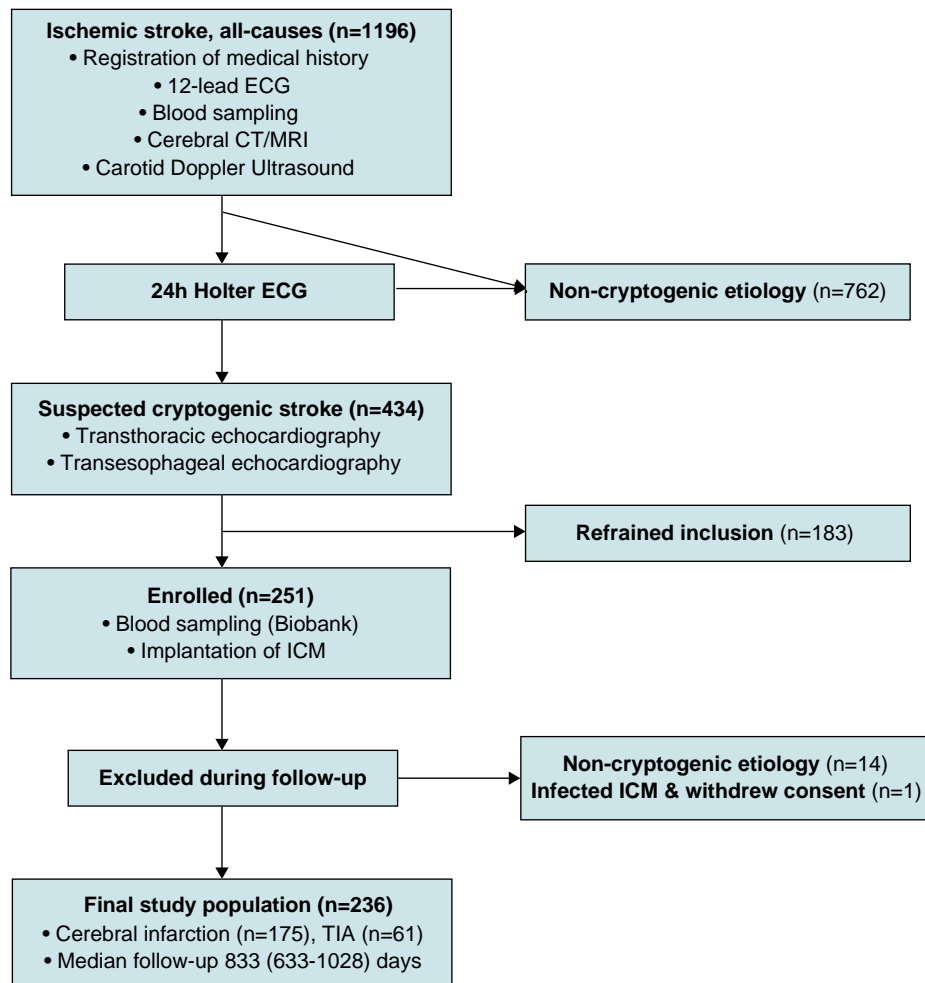 Ischemic stroke, all-causes (n=1196)
• Registration of medical history
• 12-lead ECG
• Blood sampling
• Cerebral CT/MRI
• Carotid Doppler Ultrasound
24h Holter ECG
Non-cryptogenic etiology (n=762)
Suspected cryptogenic stroke (n=434)
• Transthoracic echocardiography
• Transesophageal echocardiography
Refrained inclusion (n=183)
Enrolled (n=251)
• Blood sampling (Biobank)
• Implantation of ICM
Excluded during follow-up
Non-cryptogenic etiology (n=14)
Infected ICM & withdrew consent (n=1)
Final study population (n=236)
• Cerebral infarction (n=175), TIA (n=61)
• Median follow-up 833 (633-1028) days